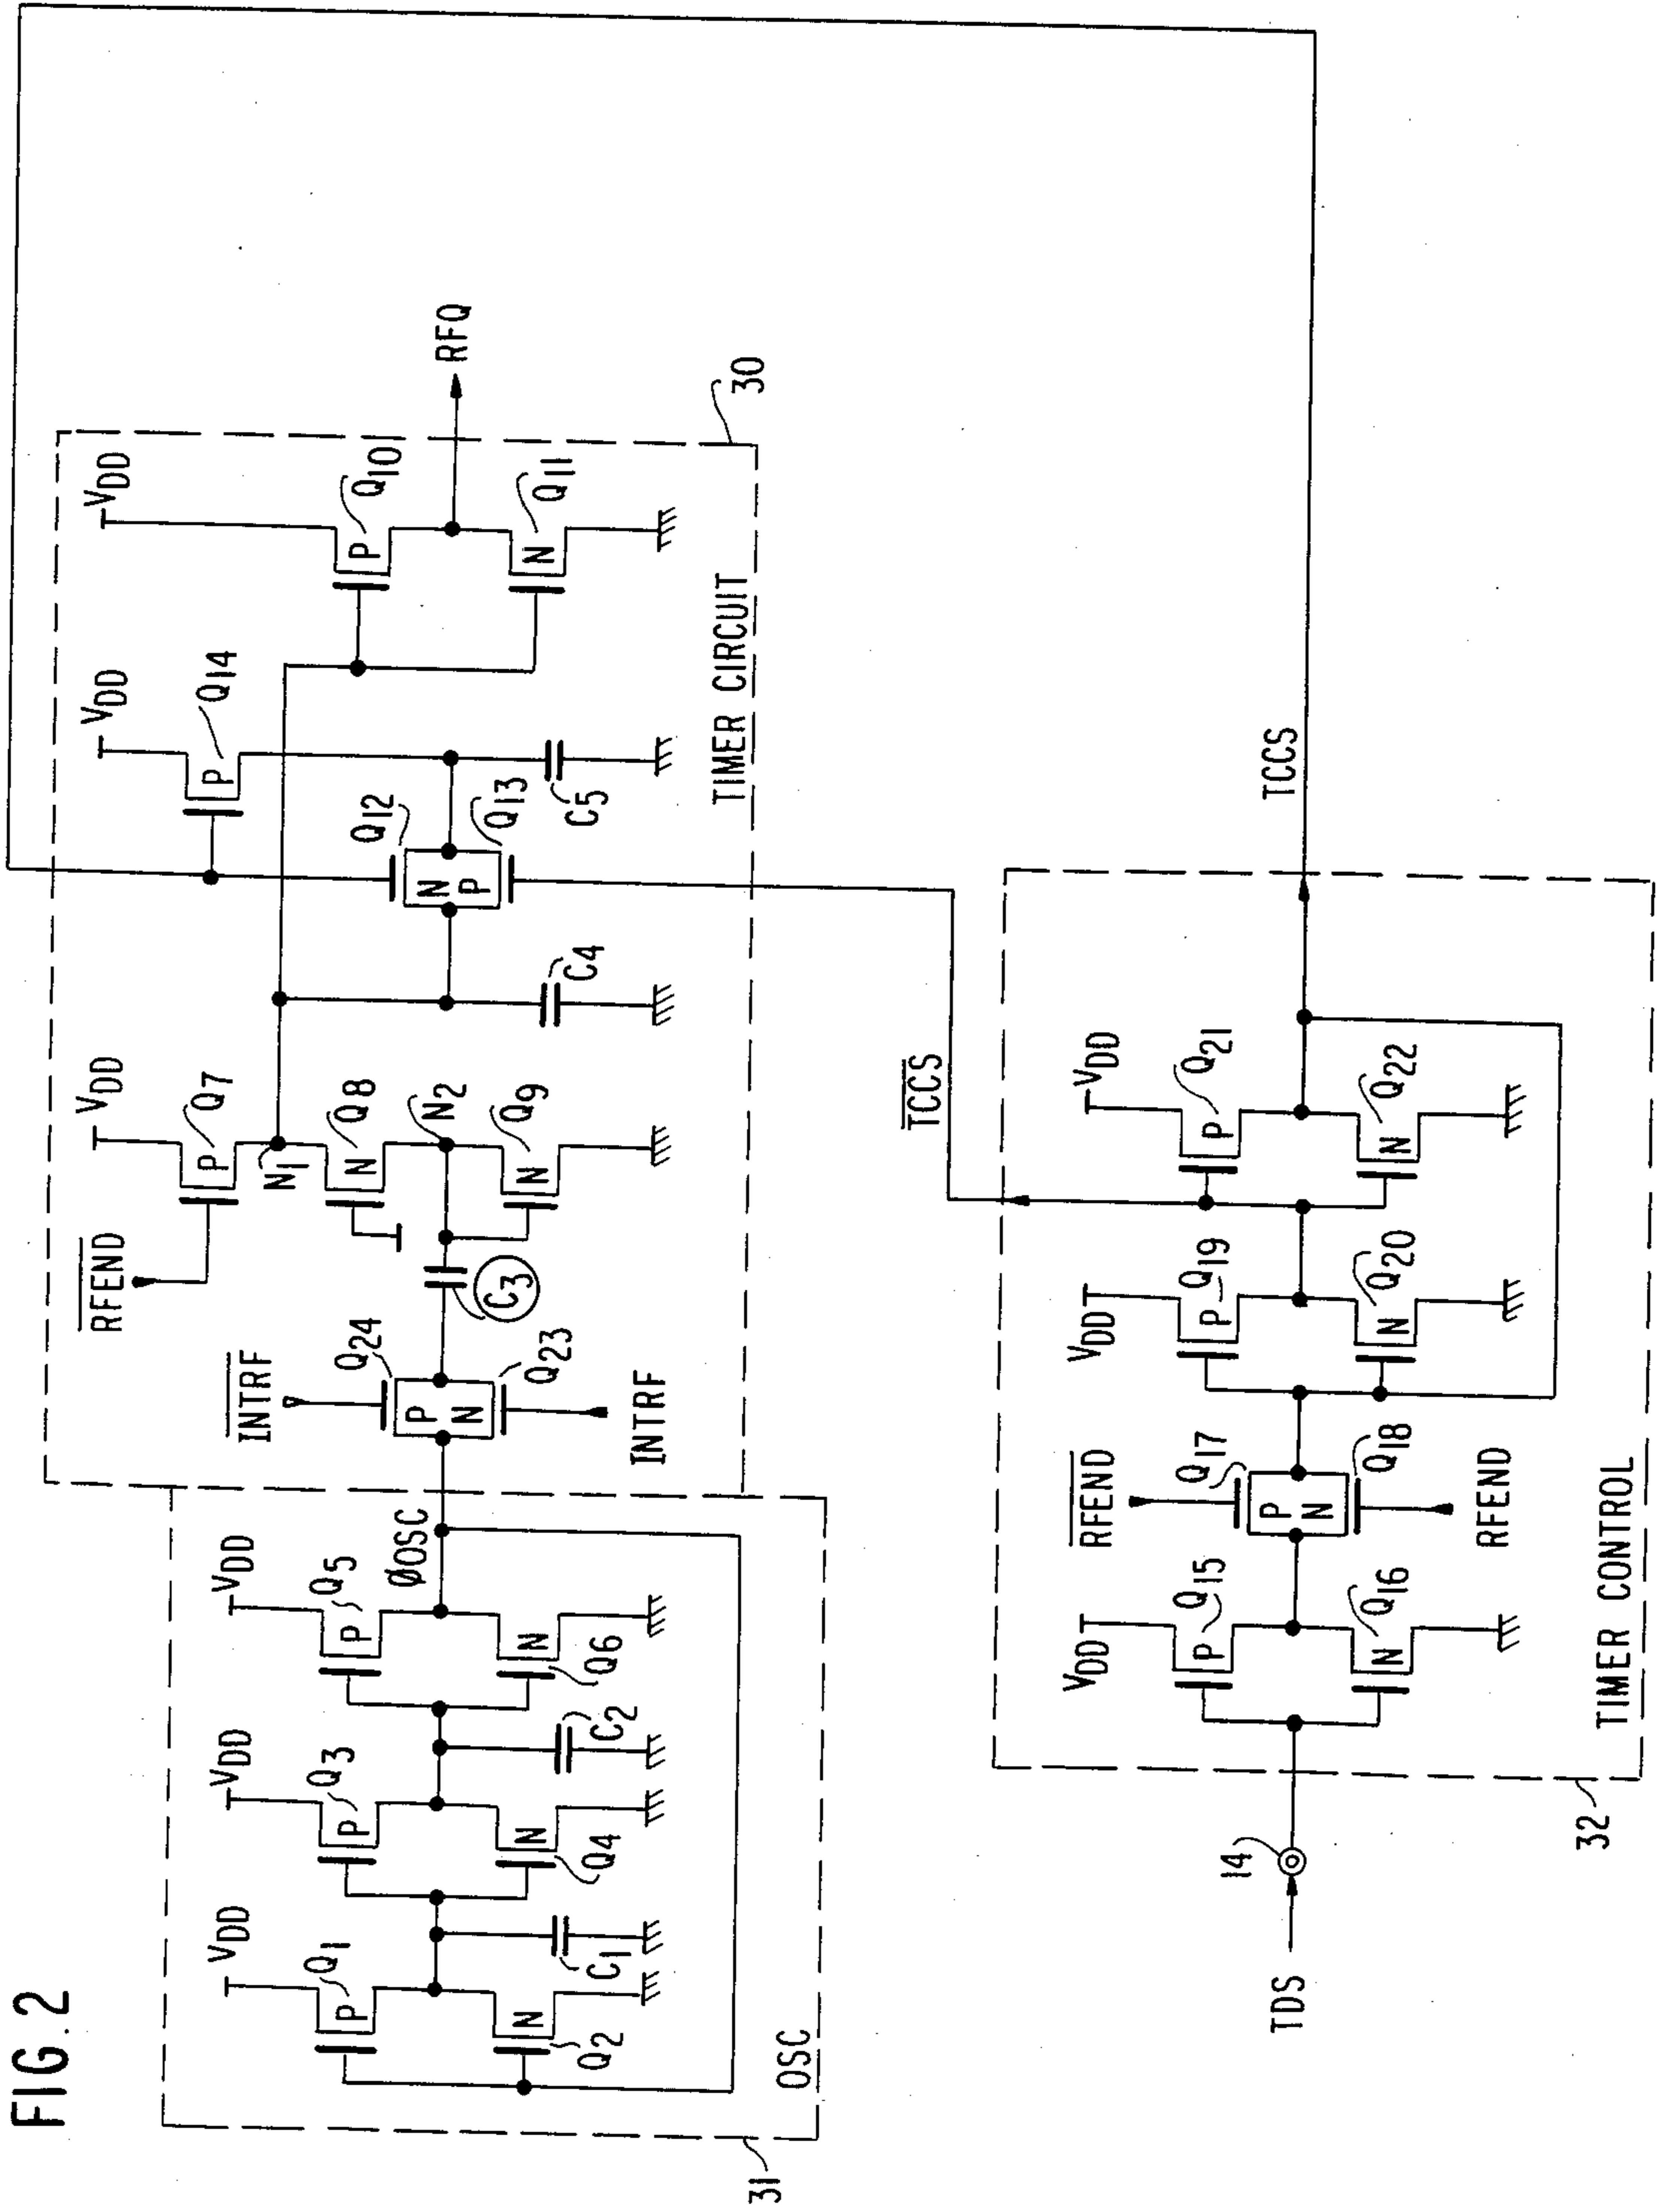 FIG. 2
31
OSC
VDD
Q1
Q2
P
N
C1
VDD
Q3
Q4
P
N
C2
VDD
Q5
Q6
P
N
ØOSC
30
TIMER CIRCUIT
INTRF
Q24
P
N
Q23
INTRF
C3
RFEND
VDD
Q7
P
N1
Q8
N
N2
Q9
N
C4
Q12
N
P
Q13
VDD
Q14
P
C5
VDD
Q10
P
Q11
N
RFQ
TDS
14
32
TIMER CONTROL
VDD
Q15
P
Q16
N
RFEND
Q17
P
N
Q18
RFEND
VDD
Q19
P
Q20
N
TCCS
VDD
Q21
P
Q22
N
TCCS